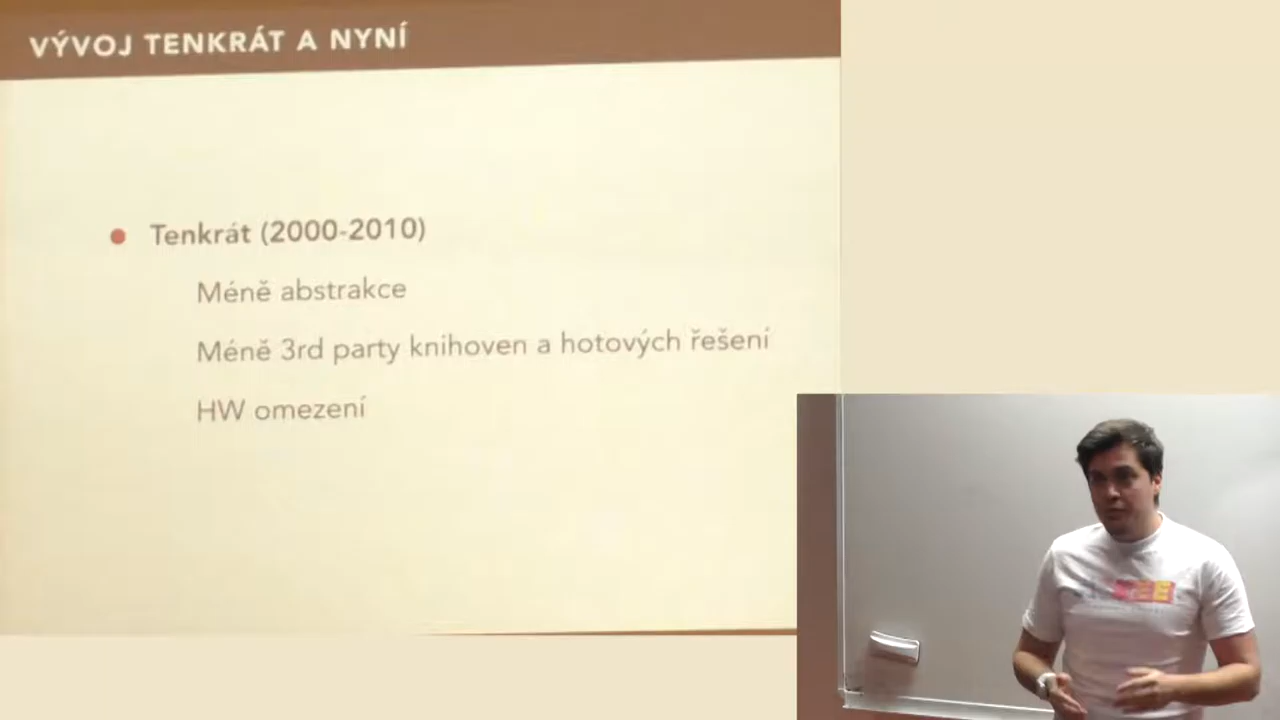 VÝVOJ TENKRÁT A NYNÍ
Tenkrát (2000-2010)
Méně abstrakce
Méně 3rd party knihoven a hotových řešení
HW omezení